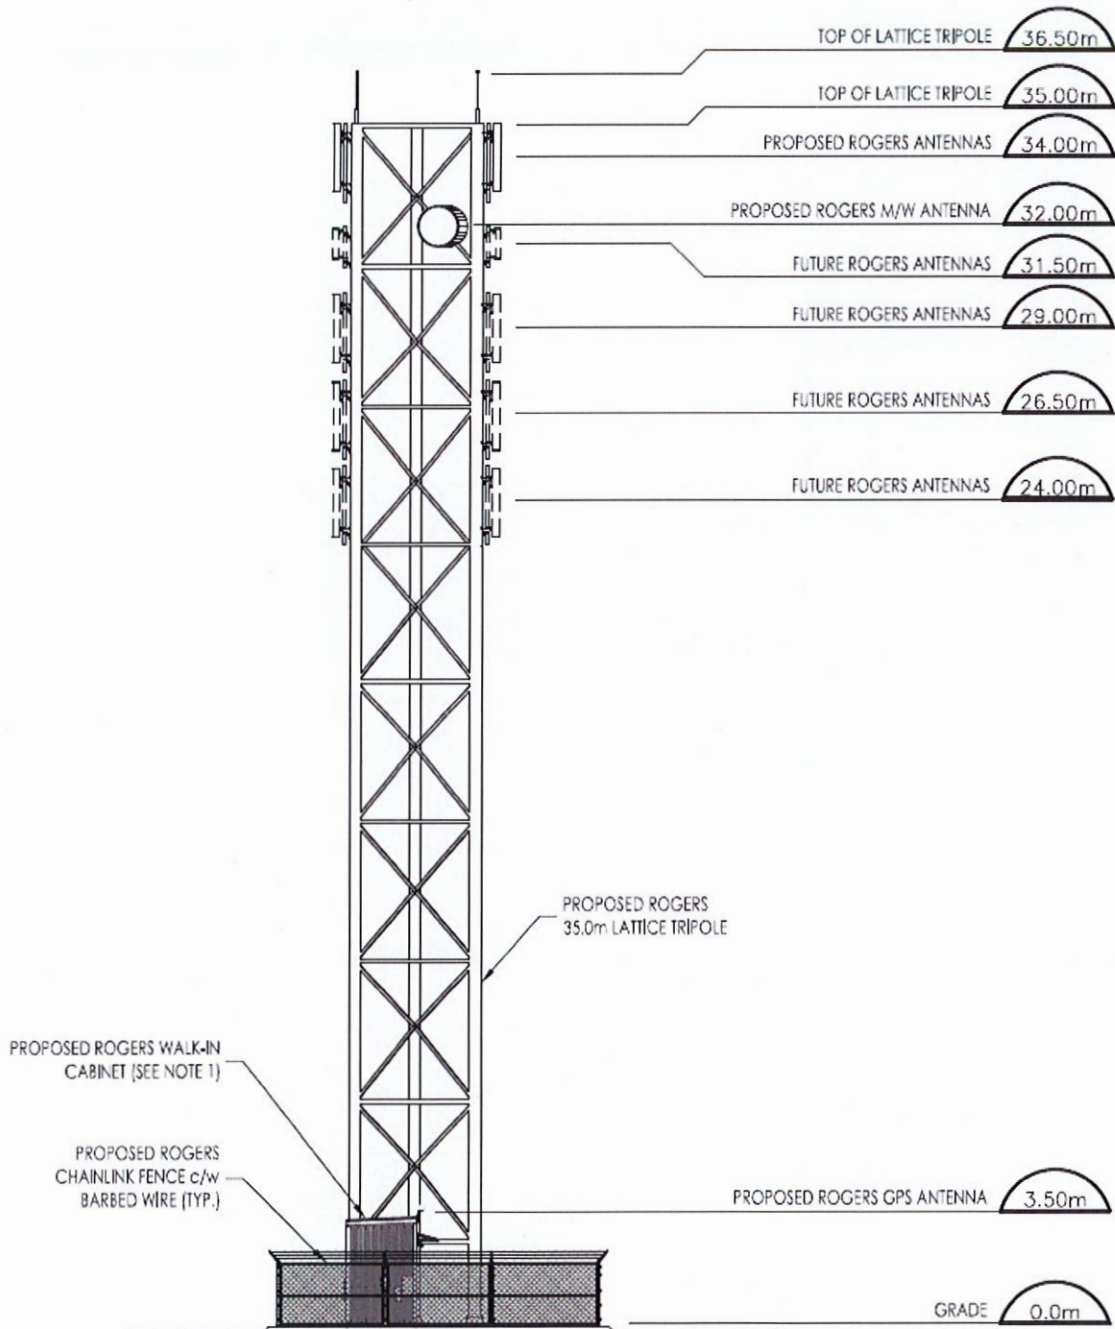 TOP OF LATTICE TRIPOLE 36.50m
TOP OF LATTICE TRIPOLE 35.00m
PROPOSED ROGERS ANTENNAS 34.00m
PROPOSED ROGERS M/W ANTENNA 32.00m
FUTURE ROGERS ANTENNAS 31.50m
FUTURE ROGERS ANTENNAS 29.00m
FUTURE ROGERS ANTENNAS 26.50m
FUTURE ROGERS ANTENNAS 24.00m
PROPOSED ROGERS
35.0m LATTICE TRIPOLE
PROPOSED ROGERS WALK-IN
CABINET (SEE NOTE 1)
PROPOSED ROGERS
CHAINLINK FENCE c/w
BARBED WIRE (TYP.)
PROPOSED ROGERS GPS ANTENNA 3.50m
GRADE 0.0m